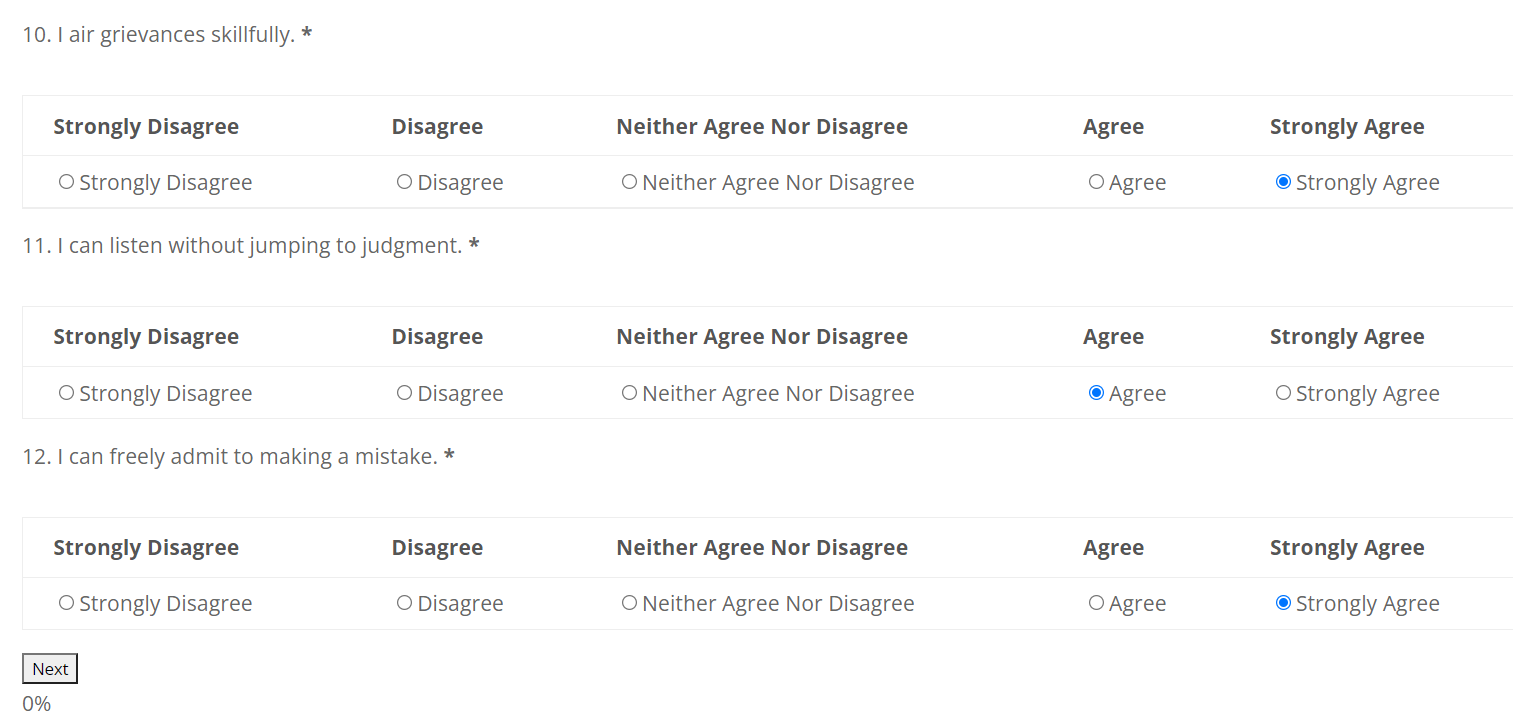 10. I air grievances skillfully. *
Strongly Disagree Disagree Neither Agree Nor Disagree Agree Strongly Agree
Strongly Disagree Disagree Neither Agree Nor Disagree Agree Strongly Agree
11. I can listen without jumping to judgment. *
Strongly Disagree Disagree Neither Agree Nor Disagree Agree Strongly Agree
Strongly Disagree Disagree Neither Agree Nor Disagree Agree Strongly Agree
12. I can freely admit to making a mistake. *
Strongly Disagree Disagree Neither Agree Nor Disagree Agree Strongly Agree
Strongly Disagree Disagree Neither Agree Nor Disagree Agree Strongly Agree
Next
0%